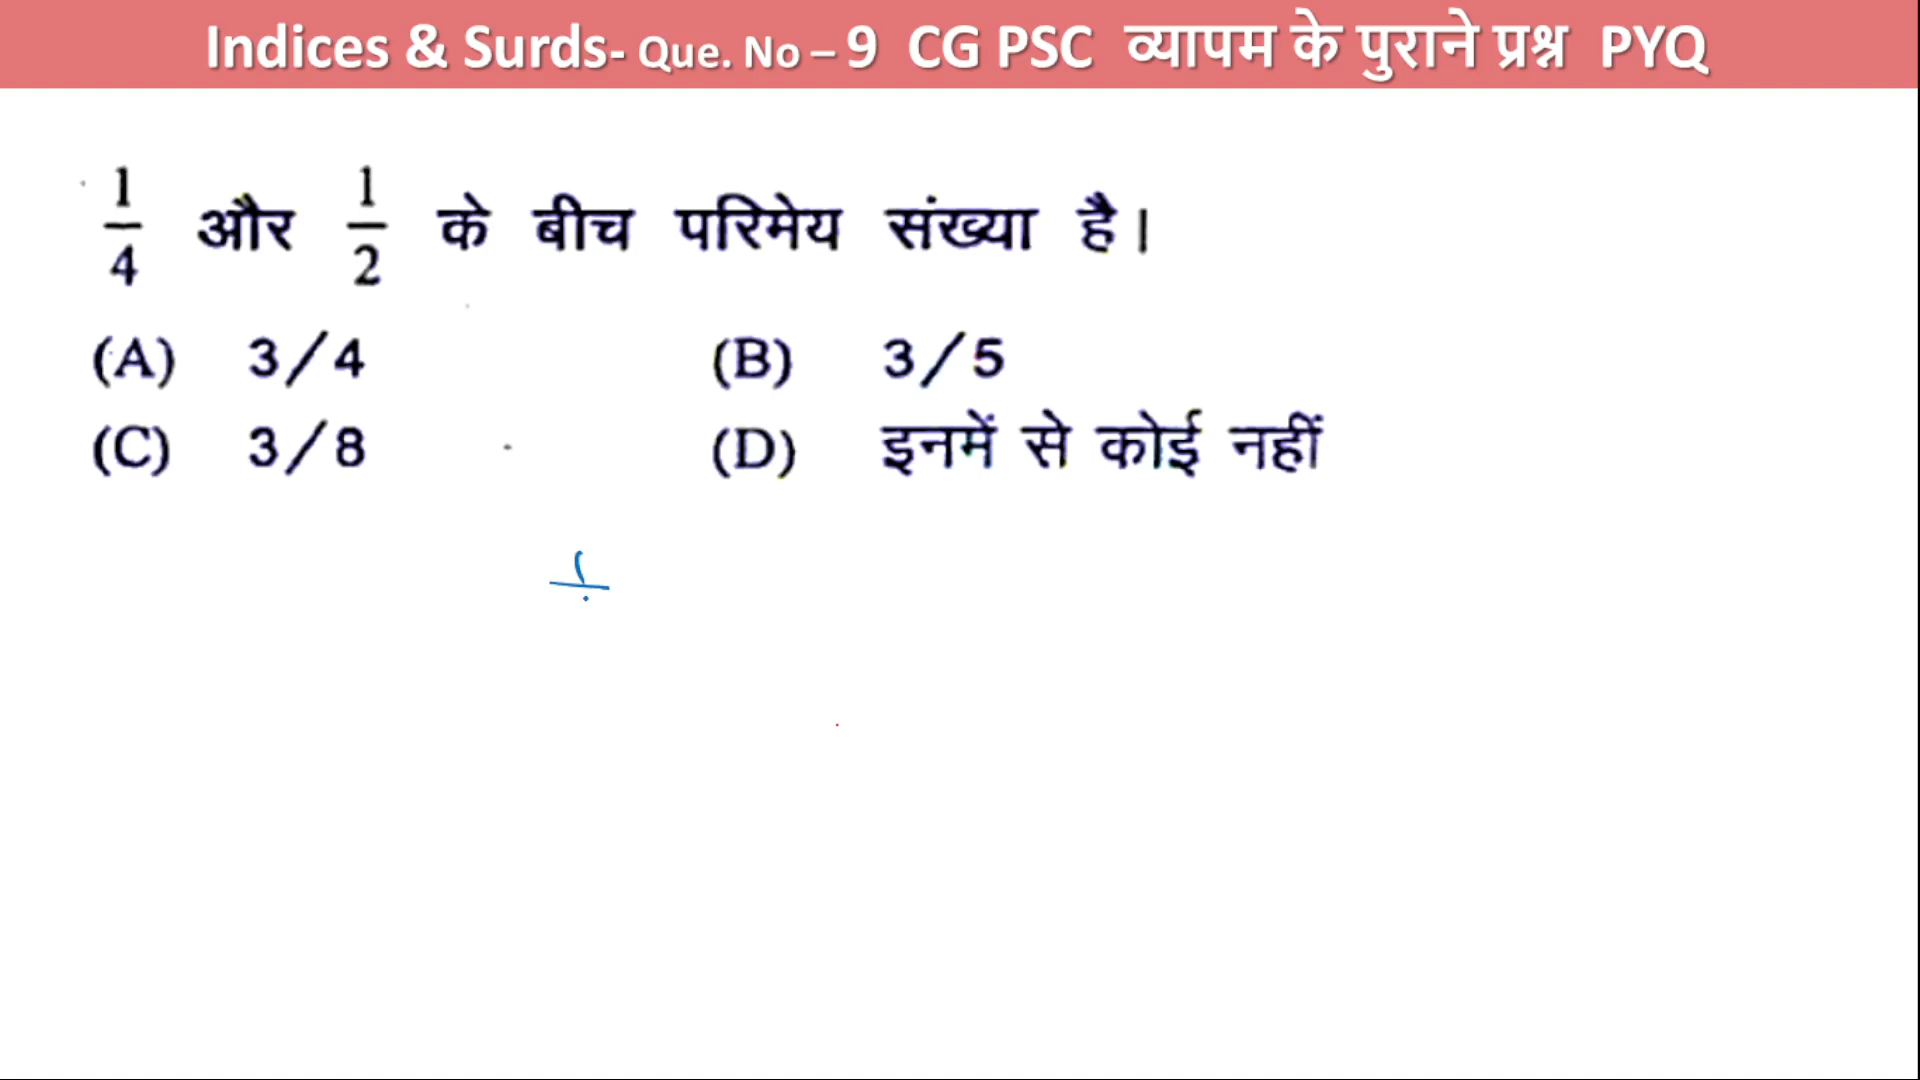 Indices & Surds- Que. No – 9 CG PSC व्यापम के पुराने प्रश्न PYQ
1/4 और 1/2 के बीच परिमेय संख्या है।
(A) 3/4 (B) 3/5
(C) 3/8 (D) इनमें से कोई नहीं
1